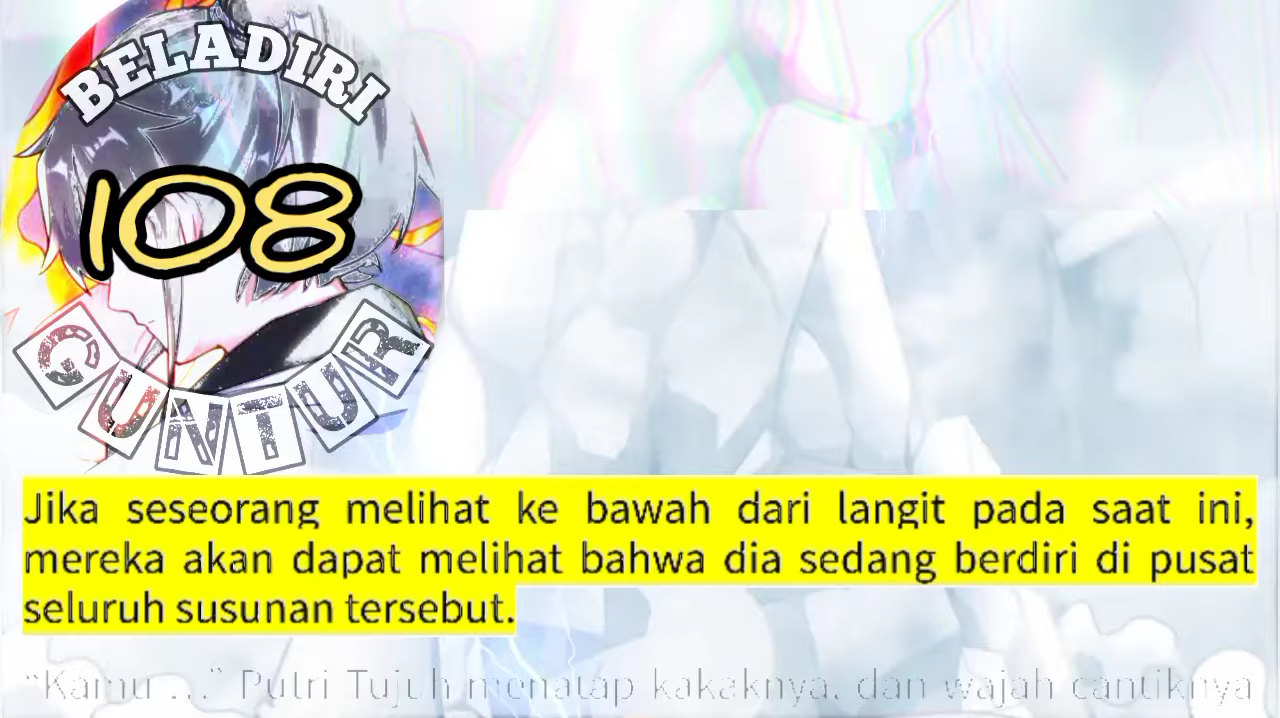 BELADIRI
108
GUNTUR
Jika seseorang melihat ke bawah dari langit pada saat ini,
mereka akan dapat melihat bahwa dia sedang berdiri di pusat
seluruh susunan tersebut.
“Kamu ...” Putri Tujuh menatap kakaknya, dan wajah cantiknya